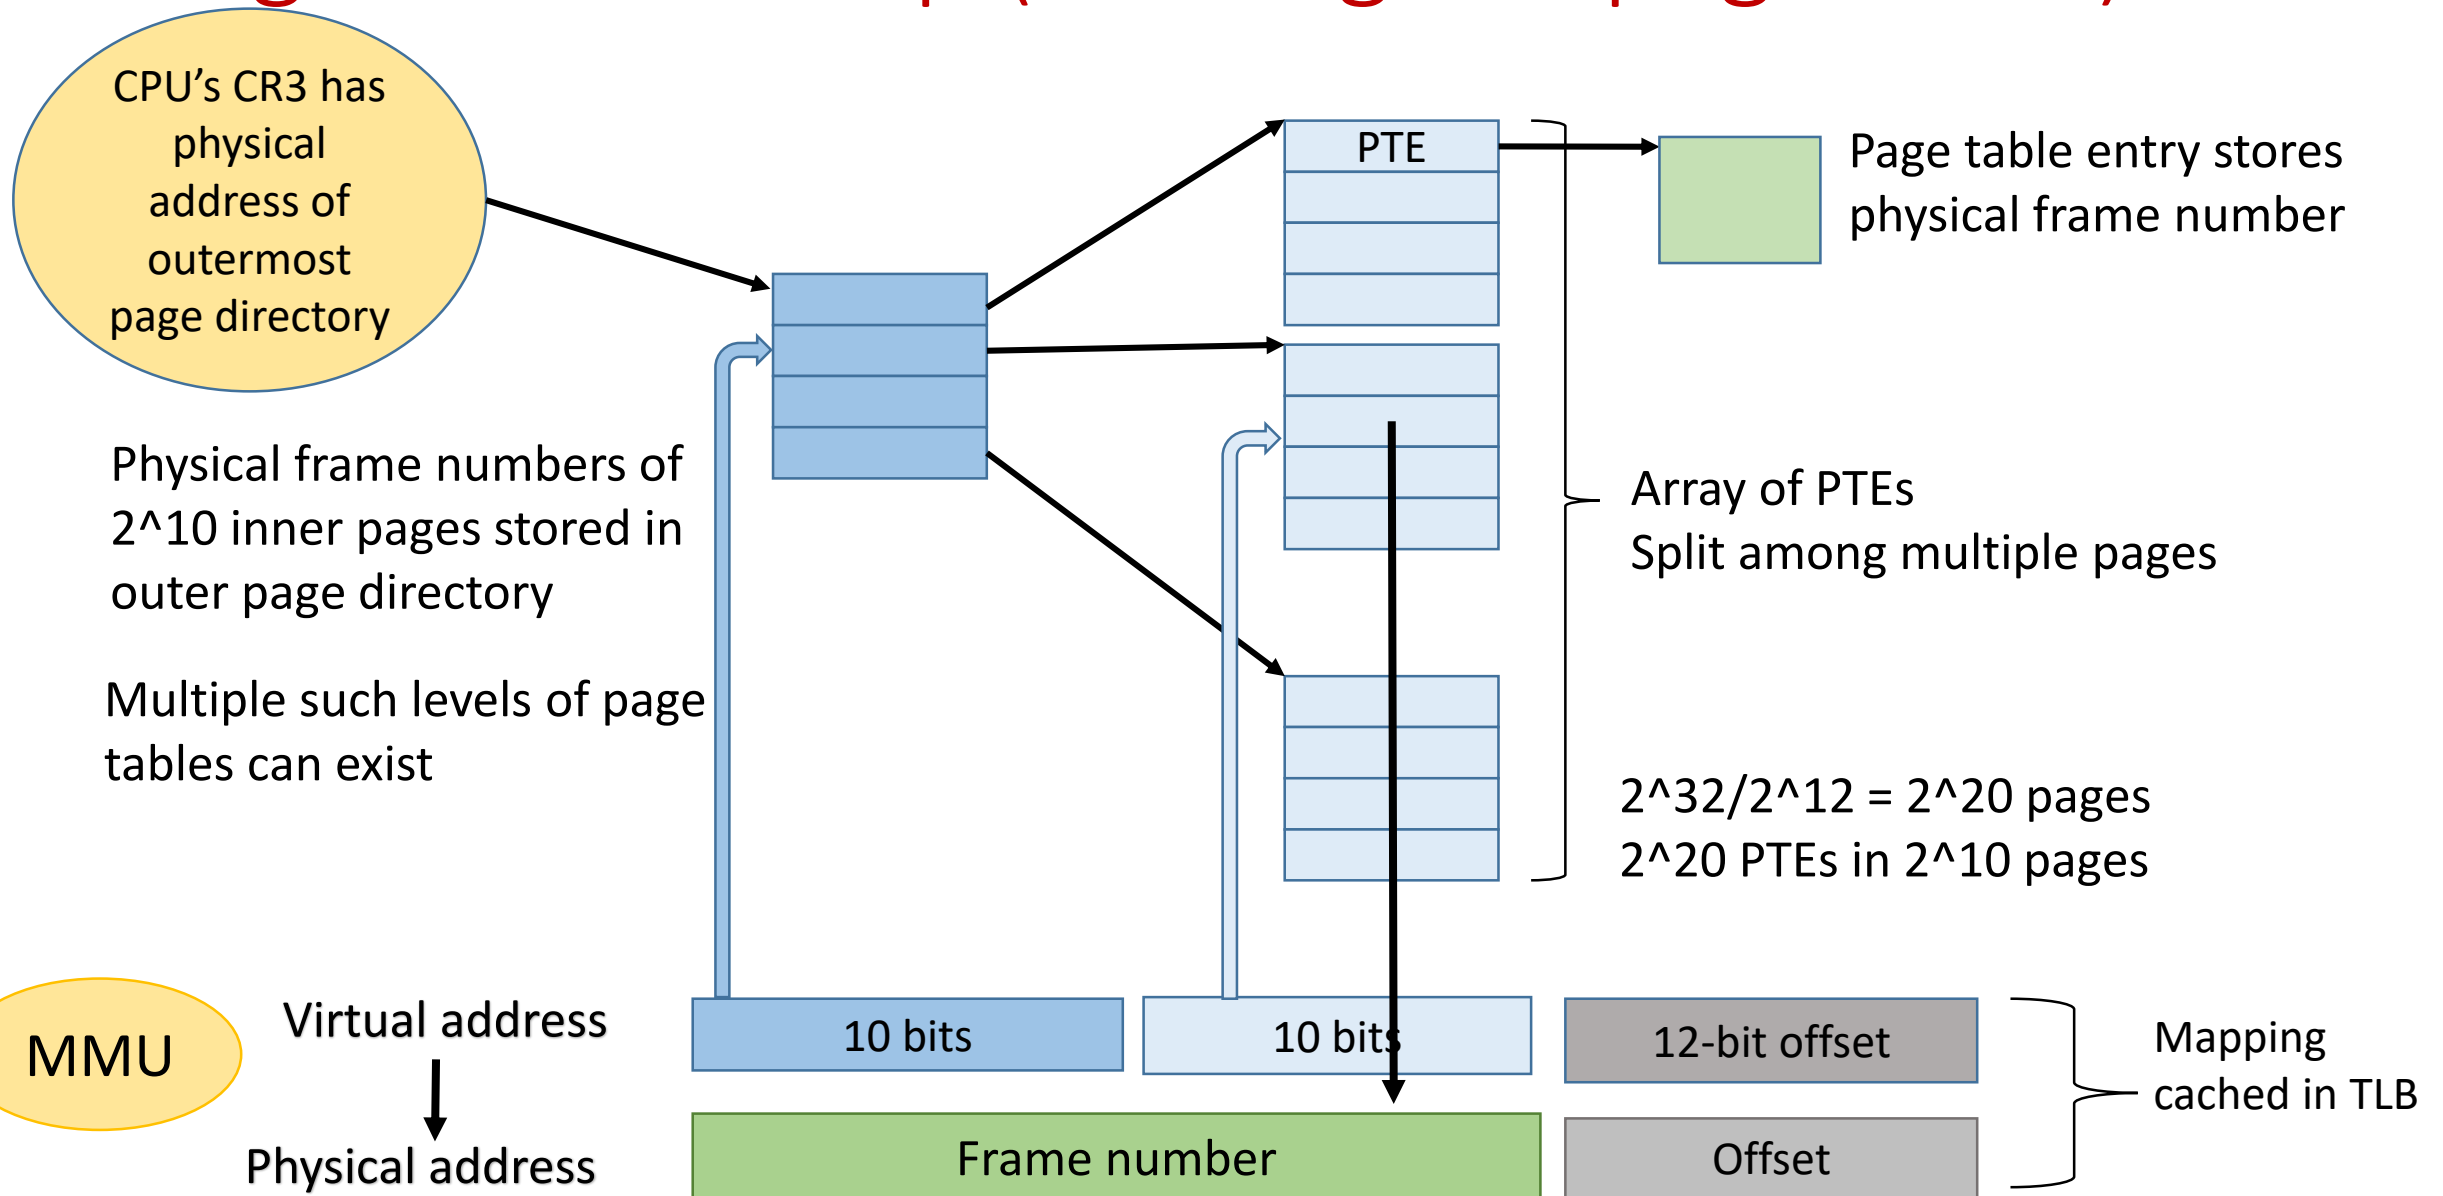 CPU’s CR3 has
physical
address of
outermost
page directory
PTE
Page table entry stores
physical frame number
Physical frame numbers of
2^10 inner pages stored in
outer page directory
Array of PTEs
Split among multiple pages
Multiple such levels of page
tables can exist
2^32/2^12 = 2^20 pages
2^20 PTEs in 2^10 pages
MMU
Virtual address
10 bits
10 bits
12-bit offset
Mapping
cached in TLB
Physical address
Frame number
Offset